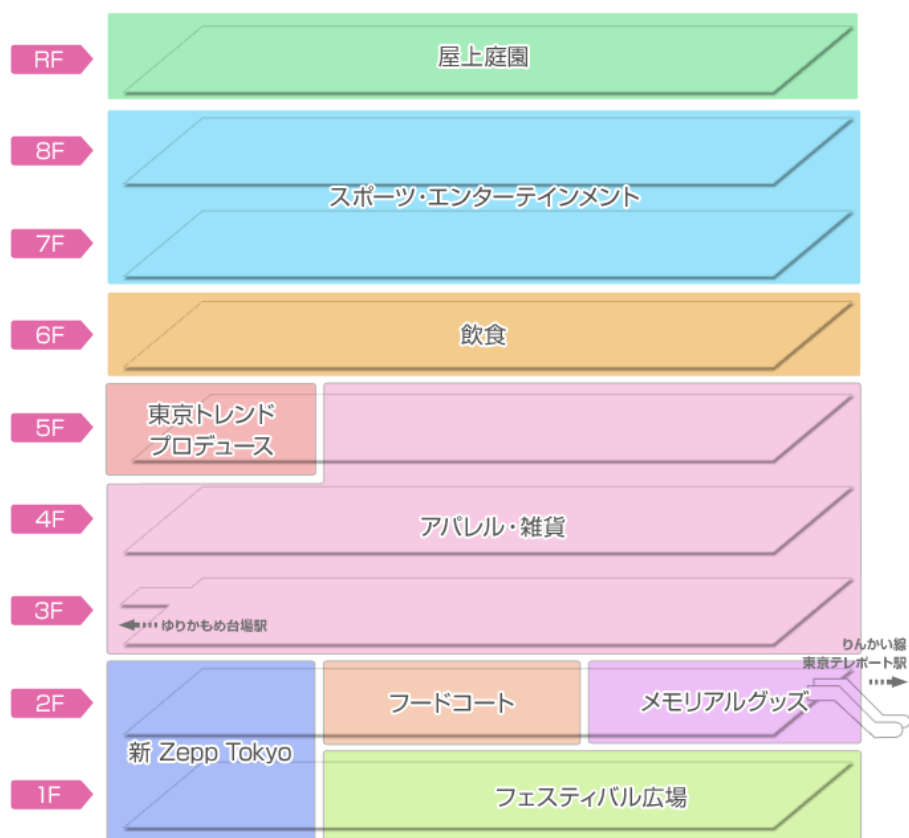 RF
屋上庭園
8F
スポーツ・エンターテインメント
7F
6F
飲食
5F
東京トレンド
プロデュース
4F
アパレル・雑貨
3F
ゆりかもめ台場駅
りんかい線
東京テレポート駅
2F
フードコート
メモリアルグッズ
新 Zepp Tokyo
1F
フェスティバル広場